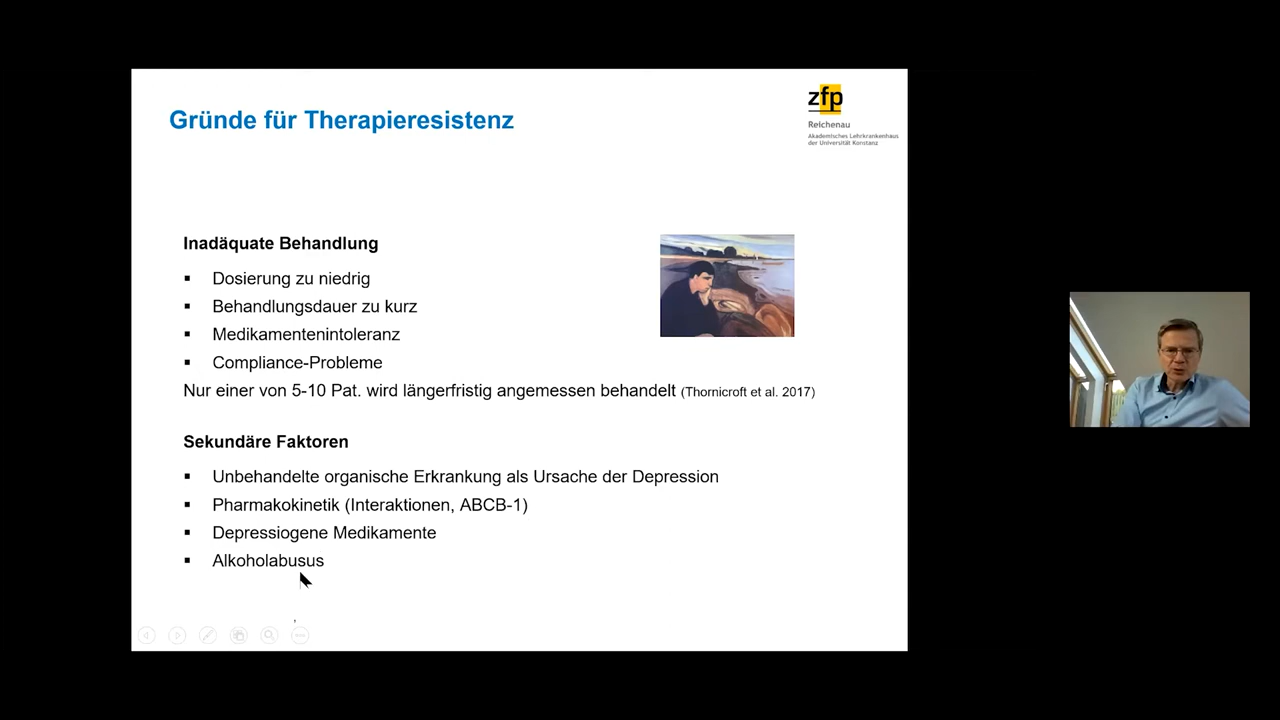 Gründe für Therapieresistenz
zfp
Reichenau
Akademisches Lehrkrankenhaus
der Universität Konstanz
Inadäquate Behandlung
▪ Dosierung zu niedrig
▪ Behandlungsdauer zu kurz
▪ Medikamentenintoleranz
▪ Compliance-Probleme
Nur einer von 5-10 Pat. wird längerfristig angemessen behandelt (Thornicroft et al. 2017)
Sekundäre Faktoren
▪ Unbehandelte organische Erkrankung als Ursache der Depression
▪ Pharmakokinetik (Interaktionen, ABCB-1)
▪ Depressiogene Medikamente
▪ Alkoholabusus